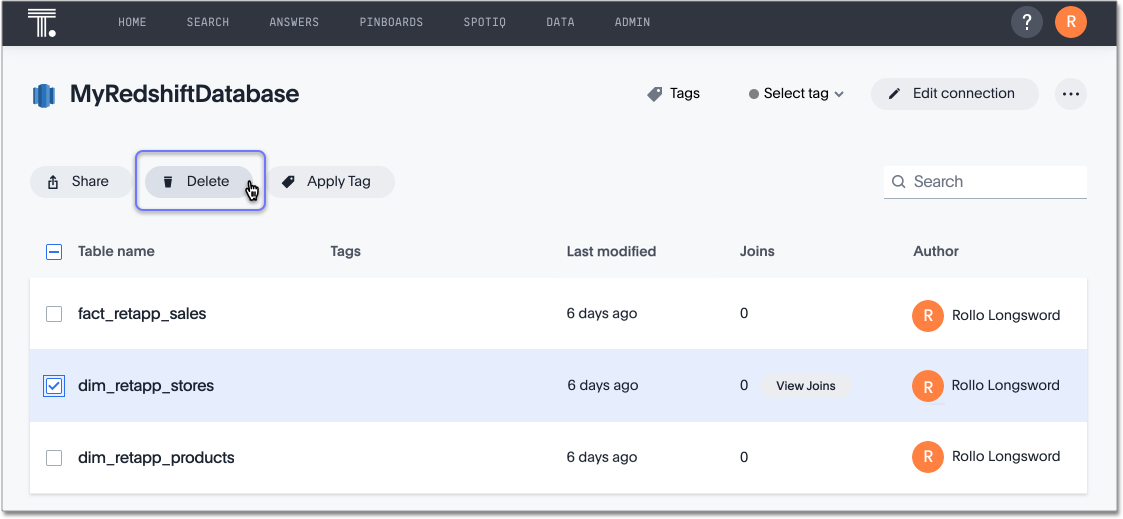 T. HOME SEARCH ANSWERS PINBOARDS SPOTIQ DATA ADMIN ? R
MyRedshiftDatabase Tags Select tag Edit connection
Share Delete Apply Tag Search
Table name Tags Last modified Joins Author
fact_retapp_sales 6 days ago 0 R Rollo Longsword
dim_retapp_stores 6 days ago 0 View Joins R Rollo Longsword
dim_retapp_products 6 days ago 0 R Rollo Longsword